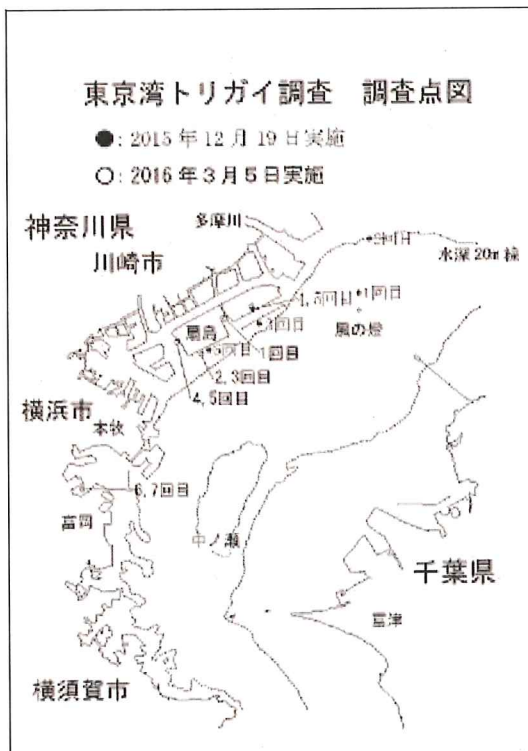 東京湾トリガイ調査 調査点図
●: 2015年12月19日実施
○: 2016年3月5日実施
神奈川県
多摩川
川崎市
水深20m線
1回目
風の燈
扇島
3回目
1回目
2,3回目
4,5回目
横浜市
本牧
6,7回目
富岡
中ノ瀬
千葉県
富津
横須賀市